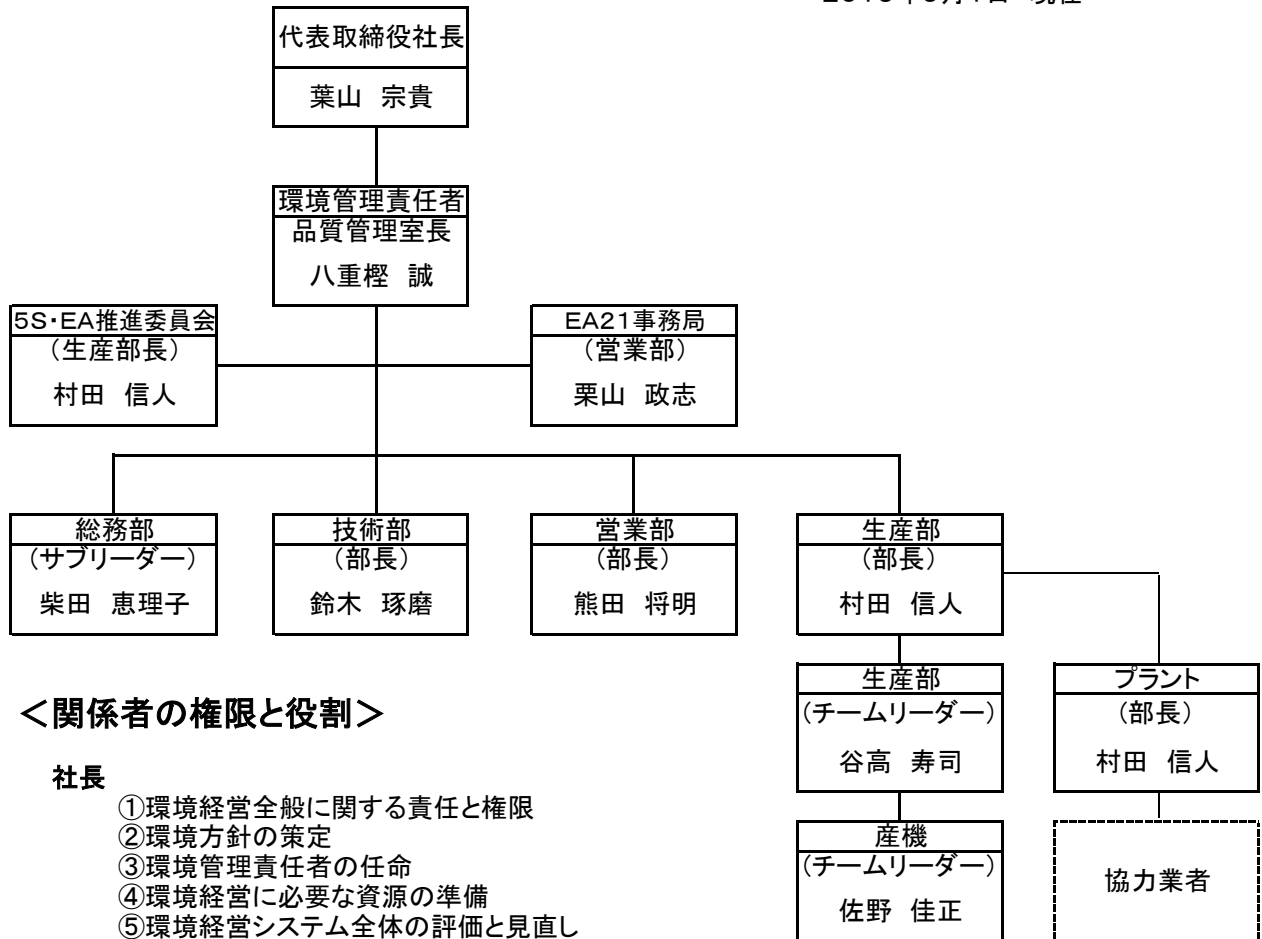 代表取締役社長
葉山 宗貴
環境管理責任者
品質管理室長
八重樫 誠
5S・EA推進委員会
(生産部長)
村田 信人
EA21事務局
(営業部)
栗山 政志
総務部
(サブリーダー)
柴田 恵理子
技術部
(部長)
鈴木 琢磨
営業部
(部長)
熊田 将明
生産部
(部長)
村田 信人
生産部
(チームリーダー)
谷高 寿司
プラント
(部長)
村田 信人
産機
(チームリーダー)
佐野 佳正
協力業者
<関係者の権限と役割>
社長
①環境経営全般に関する責任と権限
②環境方針の策定
③環境管理責任者の任命
④環境経営に必要な資源の準備
⑤環境経営システム全体の評価と見直し